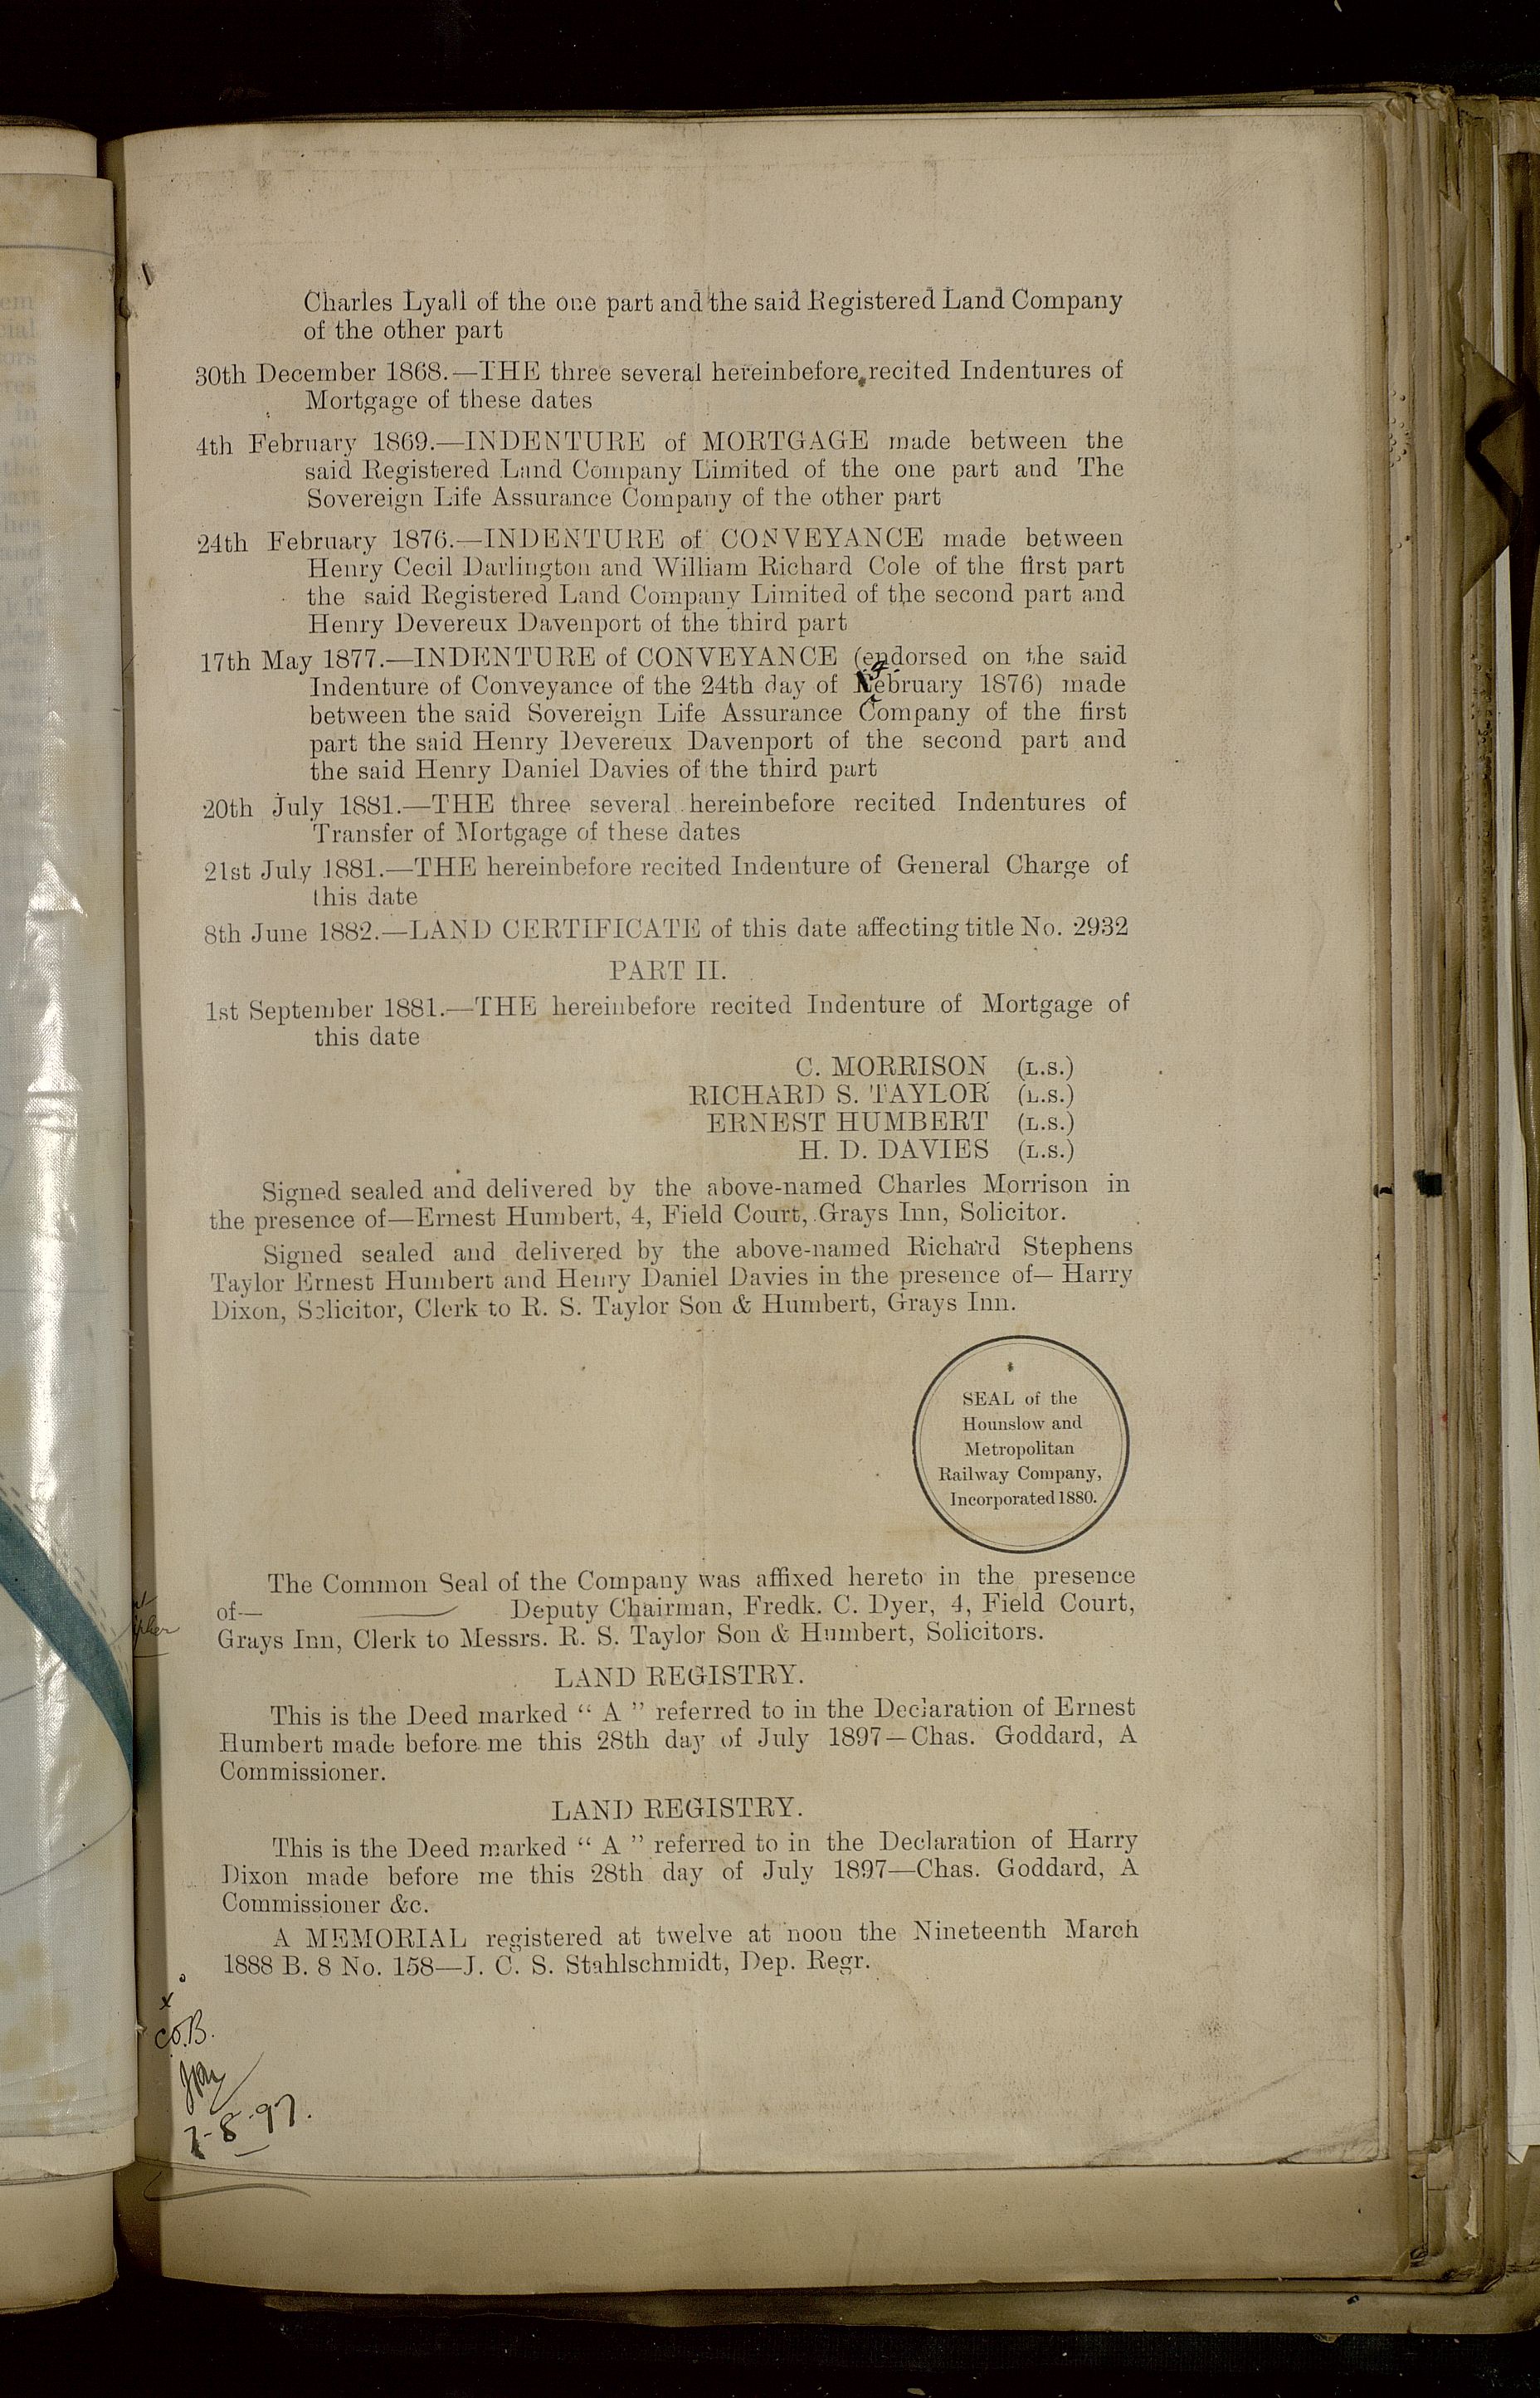 Charles Lyall of the one part and the said Registered Land Company
of the other part
30th December 1868.—THE three several hereinbefore recited Indentures of
Mortgage of these dates
4th February 1869.—INDENTURE of MORTGAGE made between the
said Registered Land Company Limited of the one part and The
Sovereign Life Assurance Company of the other part
24th February 1876.—INDENTURE of CONVEYANCE made between
Henry Cecil Darlington and William Richard Cole of the first part
the said Registered Land Company Limited of the second part and
Henry Devereux Davenport of the third part
17th May 1877.—INDENTURE of CONVEYANCE (endorsed on the said
Indenture of Conveyance of the 24th day of February 1876) made
between the said Sovereign Life Assurance Company of the first
part the said Henry Devereux Davenport of the second part and
the said Henry Daniel Davies of the third part
20th July 1881.—THE three several hereinbefore recited Indentures of
Transfer of Mortgage of these dates
21st July 1881.—THE hereinbefore recited Indenture of General Charge of
this date
8th June 1882.—LAND CERTIFICATE of this date affecting title No. 2932
PART II.
1st September 1881.—THE hereinbefore recited Indenture of Mortgage of
this date
C. MORRISON (L.S.)
RICHARD S. TAYLOR (L.S.)
ERNEST HUMBERT (L.S.)
H. D. DAVIES (L.S.)
Signed sealed and delivered by the above-named Charles Morrison in
the presence of—Ernest Humbert, 4, Field Court, Grays Inn, Solicitor.
Signed sealed and delivered by the above-named Richard Stephens
Taylor Ernest Humbert and Henry Daniel Davies in the presence of— Harry
Dixon, Solicitor, Clerk to R. S. Taylor Son & Humbert, Grays Inn.
SEAL of the
Hounslow and
Metropolitan
Railway Company,
Incorporated 1880.
The Common Seal of the Company was affixed hereto in the presence
of— Deputy Chairman, Fredk. C. Dyer, 4, Field Court,
Grays Inn, Clerk to Messrs. R. S. Taylor Son & Humbert, Solicitors.
LAND REGISTRY.
This is the Deed marked “ A ” referred to in the Declaration of Ernest
Humbert made before me this 28th day of July 1897—Chas. Goddard, A
Commissioner.
LAND REGISTRY.
This is the Deed marked “ A ” referred to in the Declaration of Harry
Dixon made before me this 28th day of July 1897—Chas. Goddard, A
Commissioner &c.
A MEMORIAL registered at twelve at noon the Nineteenth March
1888 B. 8 No. 158—J. C. S. Stahlschmidt, Dep. Regr.
x
C.O.B.
7-8-97.